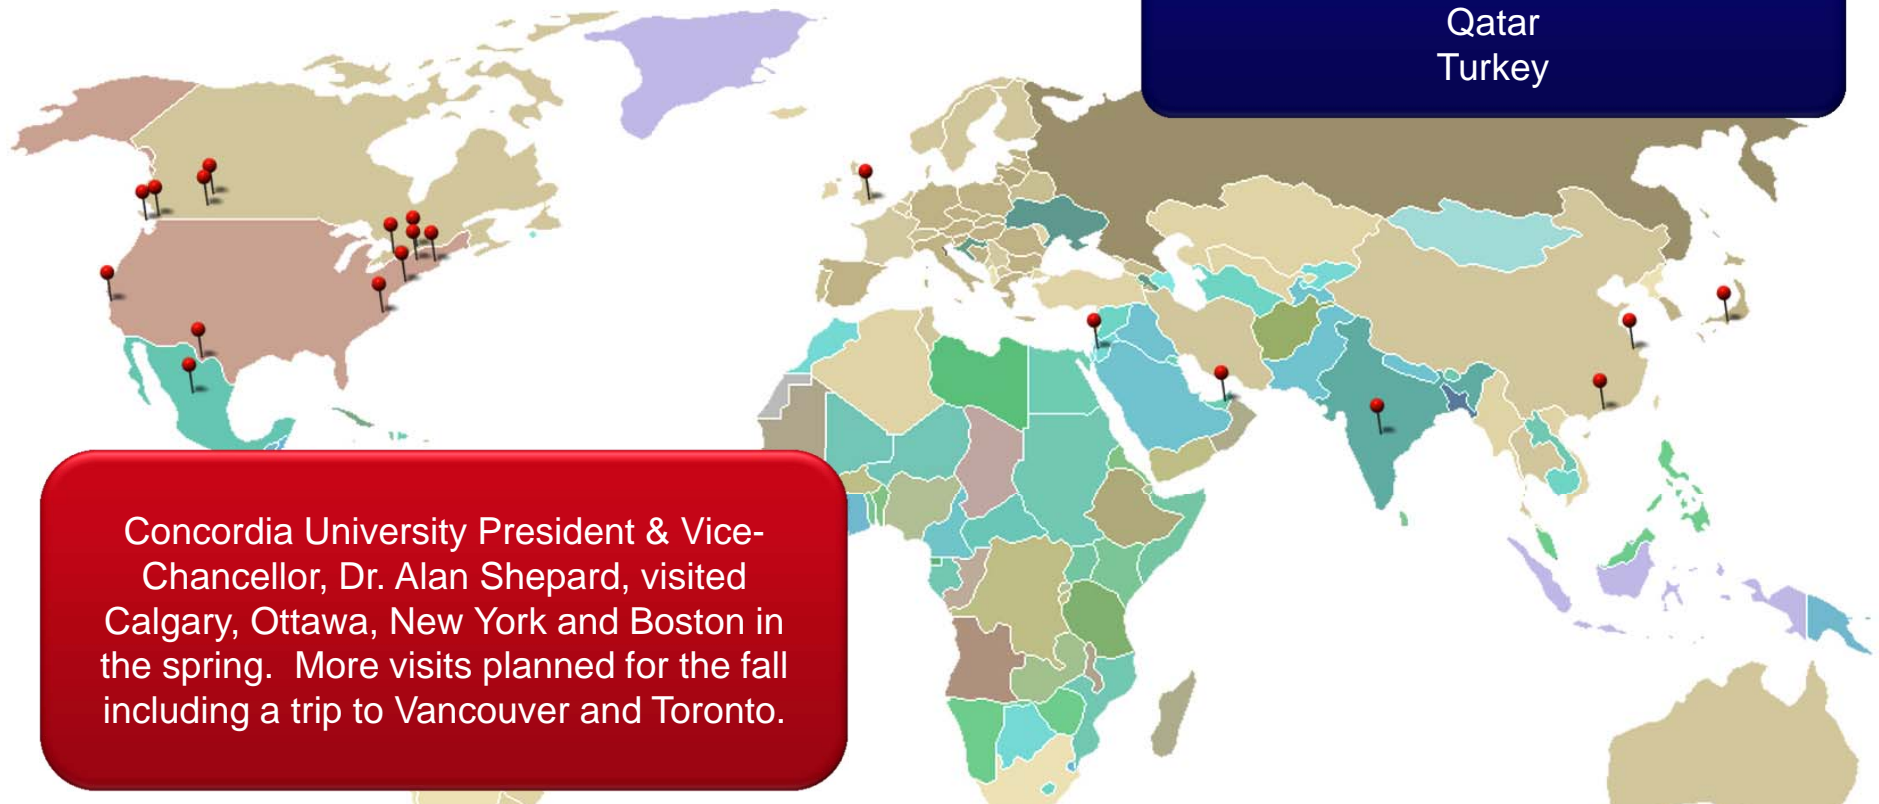 Qatar
Turkey
Concordia University President & Vice-
Chancellor, Dr. Alan Shepard, visited
Calgary, Ottawa, New York and Boston in
the spring.  More visits planned for the fall
including a trip to Vancouver and Toronto.